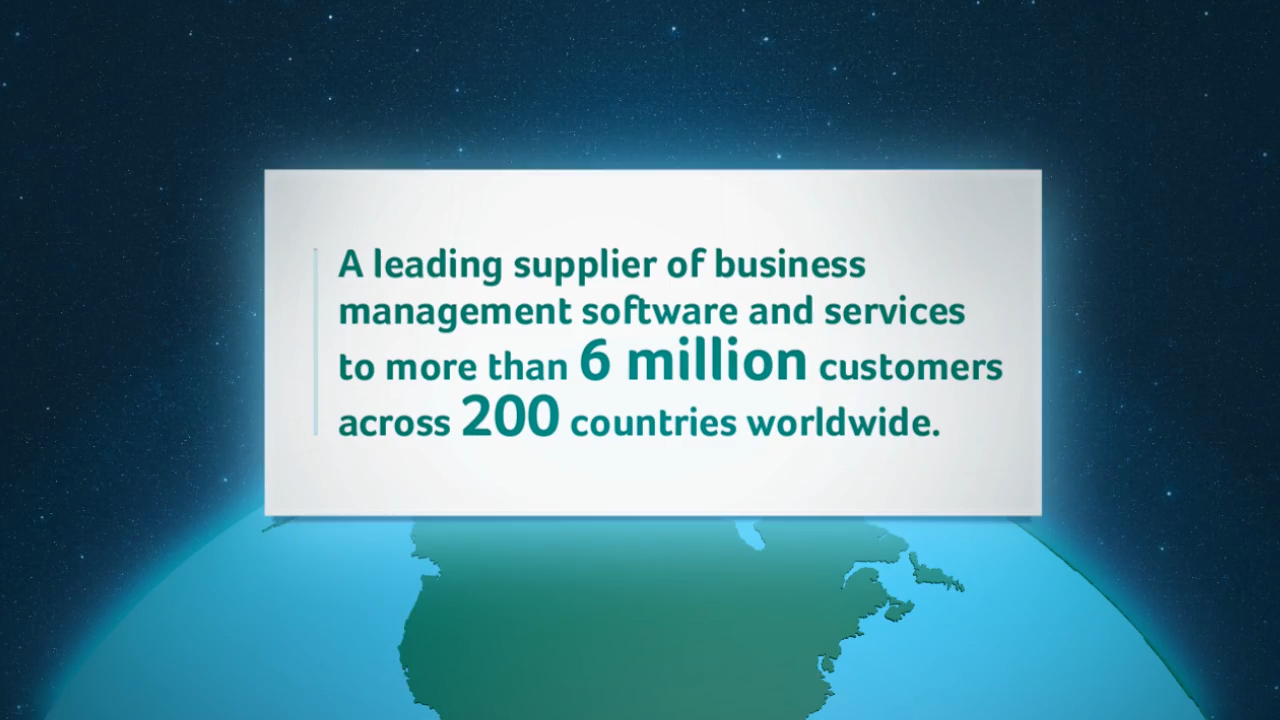 A leading supplier of business
management software and services
to more than 6 million customers
across 200 countries worldwide.